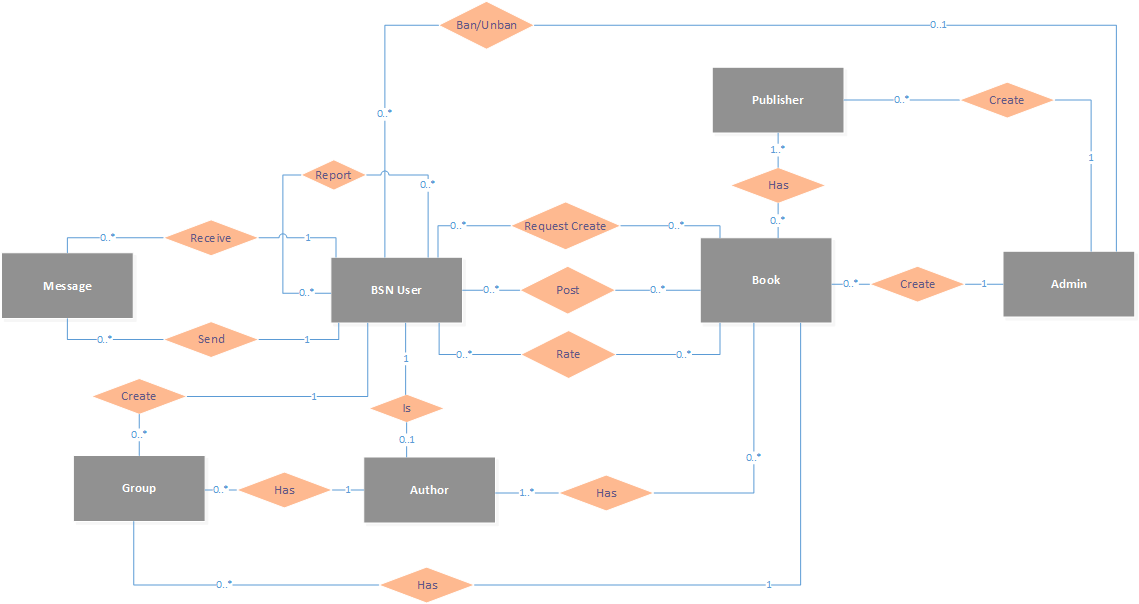 Ban/Unban
0..1
Publisher
0..*
Create
0..*
1..*
1
Report
0..*
Has
0..*
Request Create
0..*
0..*
0..*
Receive
1
Message
BSN User
Book
Admin
0..*
0..*
Post
0..*
0..*
Create
1
0..*
Send
1
0..*
Rate
0..*
1
Create
1
Is
0..*
0..1
0..*
Group
0..*
Has
1
Author
1..*
Has
0..*
Has
1